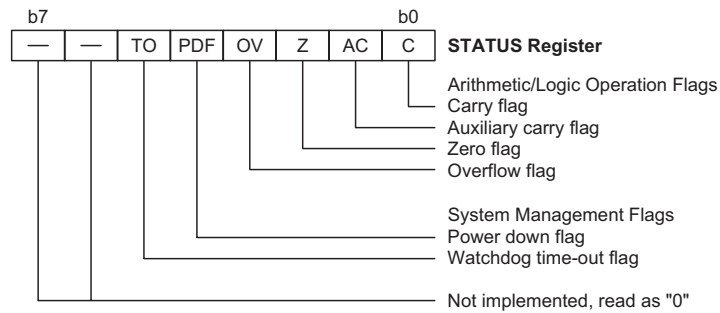 b7 b0
— — TO PDF OV Z AC C STATUS Register
Arithmetic/Logic Operation Flags
Carry flag
Auxiliary carry flag
Zero flag
Overflow flag
System Management Flags
Power down flag
Watchdog time-out flag
Not implemented, read as "0"